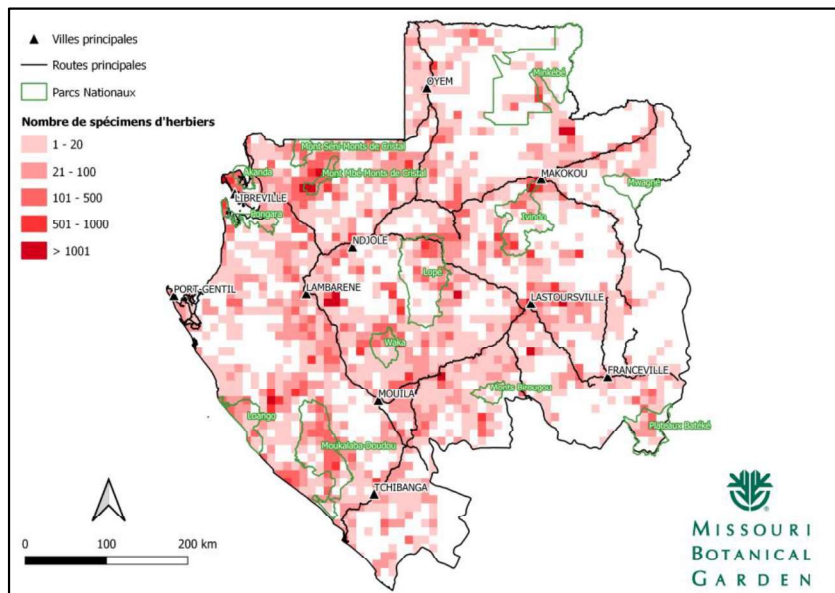 Villes principales
Routes principales
Parcs Nationaux
Nombre de spécimens d'herbiers
1 - 20
21 - 100
101 - 500
501 - 1000
> 1001
OYEM
Minkébé
Mont Séni-Monts de Cristal
Akanda
Mont Mbé-Monts de Cristal
MAKOKOU
Mwagné
LIBREVILLE
Pongara
Ivindo
NDJOLE
Lopé
PORT-GENTIL
LAMBARENE
LASTOURSVILLE
Waka
FRANCEVILLE
Monts Birougou
MOUILA
Loango
Plateaux Batéké
Moukalaba-Doudou
TCHIBANGA
0 100 200 km
MISSOURI
BOTANICAL
GARDEN